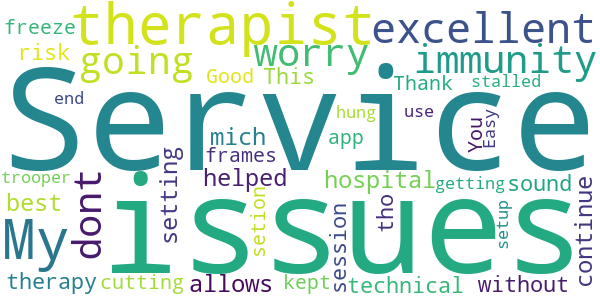 freeze therapist excellent
risk going worry immunity
Good This Thank stalled
Service
end hung use You Easy
mich app
frames
trooper helped hospital getting sound
best dont setting issues tho continue
My setion session setup
therapy cutting allows kept technical without